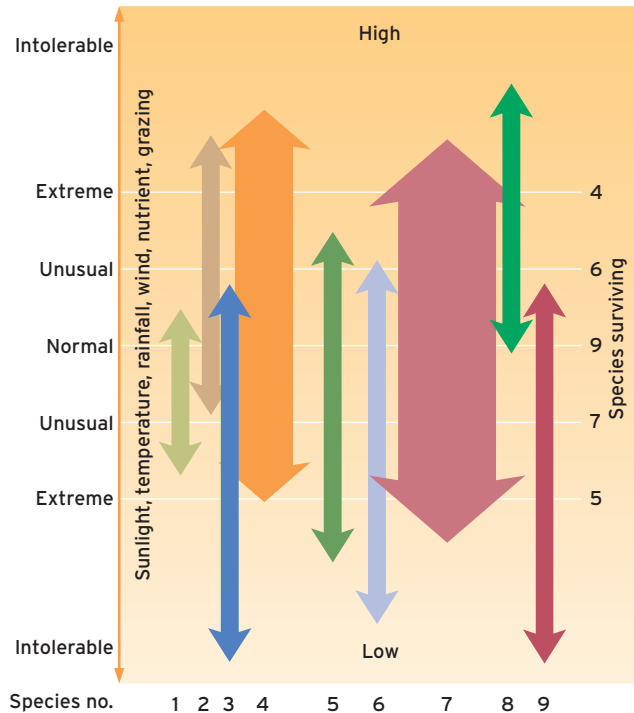 High
Intolerable
Sunlight, temperature, rainfall, wind, nutrient, grazing
Extreme
4
Unusual
6
Normal
9
Species surviving
Unusual
7
Extreme
5
Intolerable
Low
Species no. 1 2 3 4 5 6 7 8 9